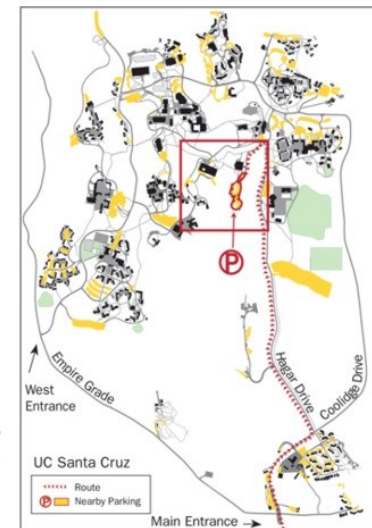 P
Hagar Drive
Coolidge Drive
West
Entrance
Empire Grade
UC Santa Cruz
Route
P Nearby Parking
Main Entrance